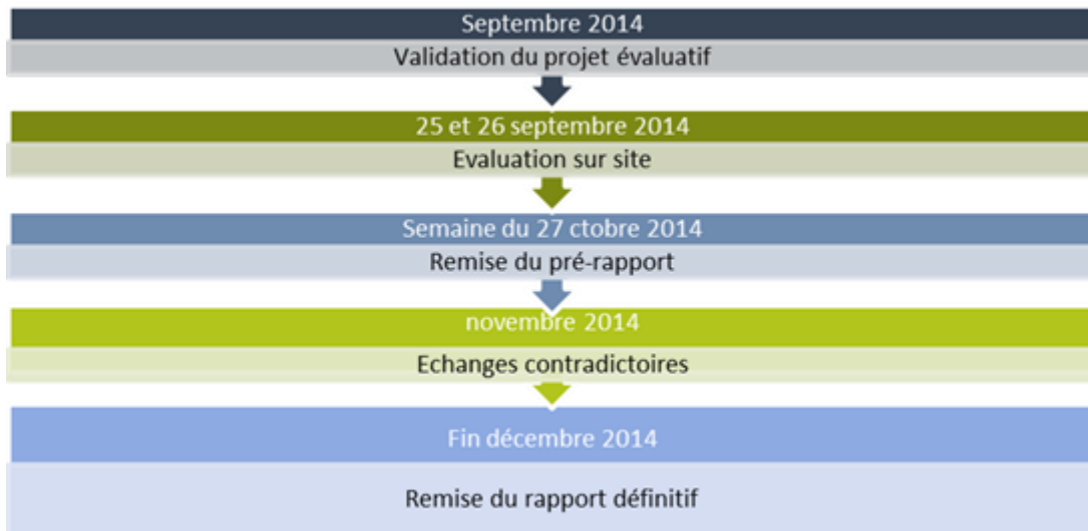 Septembre 2014
Validation du projet évaluatif
25 et 26 septembre 2014
Evaluation sur site
Semaine du 27 ctobre 2014
Remise du pré-rapport
novembre 2014
Echanges contradictoires
Fin décembre 2014
Remise du rapport définitif